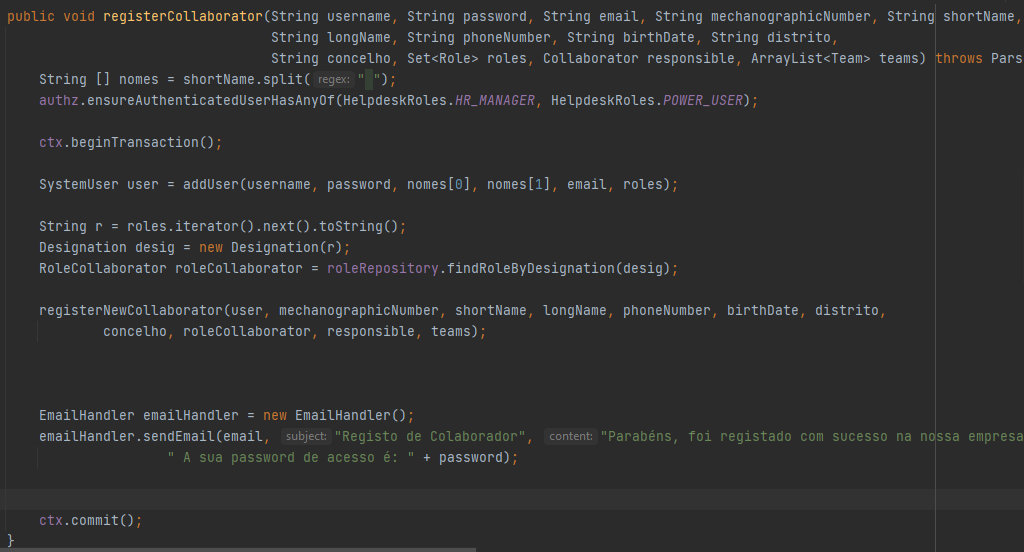 public void registerCollaborator(String username, String password, String email, String mechanographicNumber, String shortName,
String longName, String phoneNumber, String birthDate, String distrito,
String concelho, Set<Role> roles, Collaborator responsible, ArrayList<Team> teams) throws Pars
String [] nomes = shortName.split( regex: " ");
authz.ensureAuthenticatedUserHasAnyOf(HelpdeskRoles.HR_MANAGER, HelpdeskRoles.POWER_USER);
ctx.beginTransaction();
SystemUser user = addUser(username, password, nomes[0], nomes[1], email, roles);
String r = roles.iterator().next().toString();
Designation desig = new Designation(r);
RoleCollaborator roleCollaborator = roleRepository.findRoleByDesignation(desig);
registerNewCollaborator(user, mechanographicNumber, shortName, longName, phoneNumber, birthDate, distrito,
concelho, roleCollaborator, responsible, teams);
EmailHandler emailHandler = new EmailHandler();
emailHandler.sendEmail(email, subject: "Registo de Colaborador", content: "Parabéns, foi registado com sucesso na nossa empresa
" A sua password de acesso é: " + password);
ctx.commit();
}